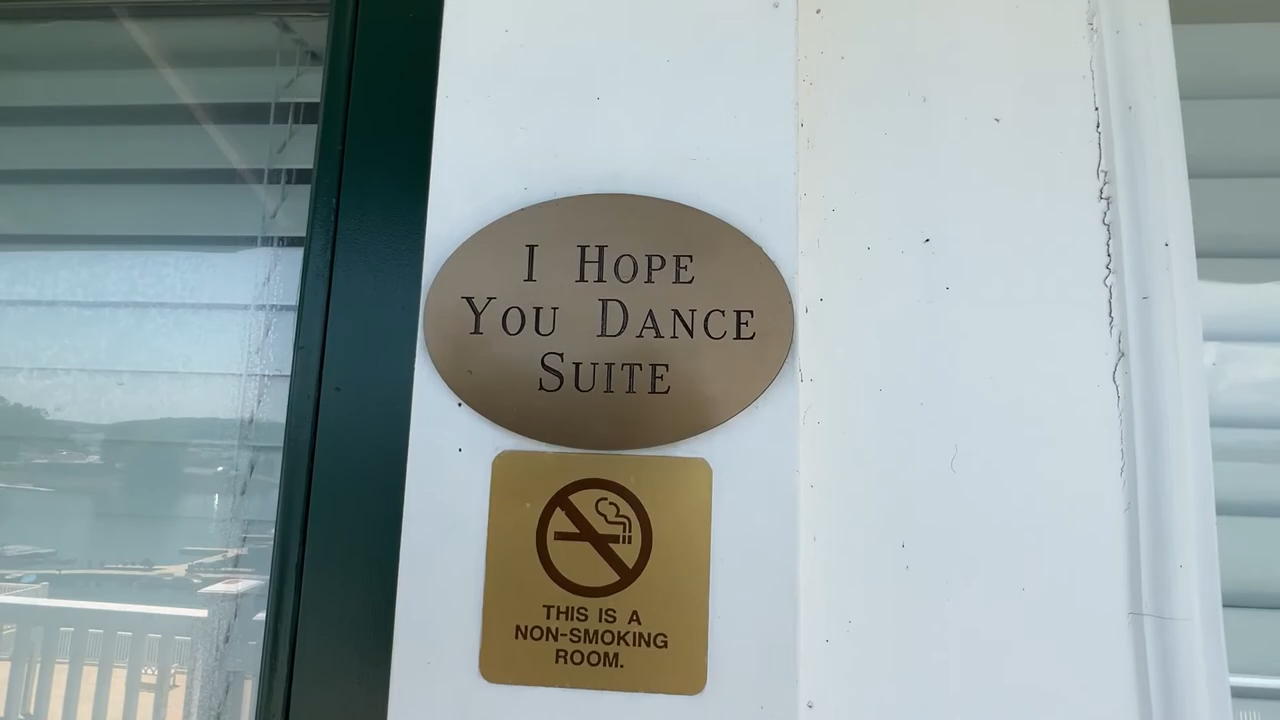 I Hope
You Dance
Suite
THIS IS A
NON-SMOKING
ROOM.